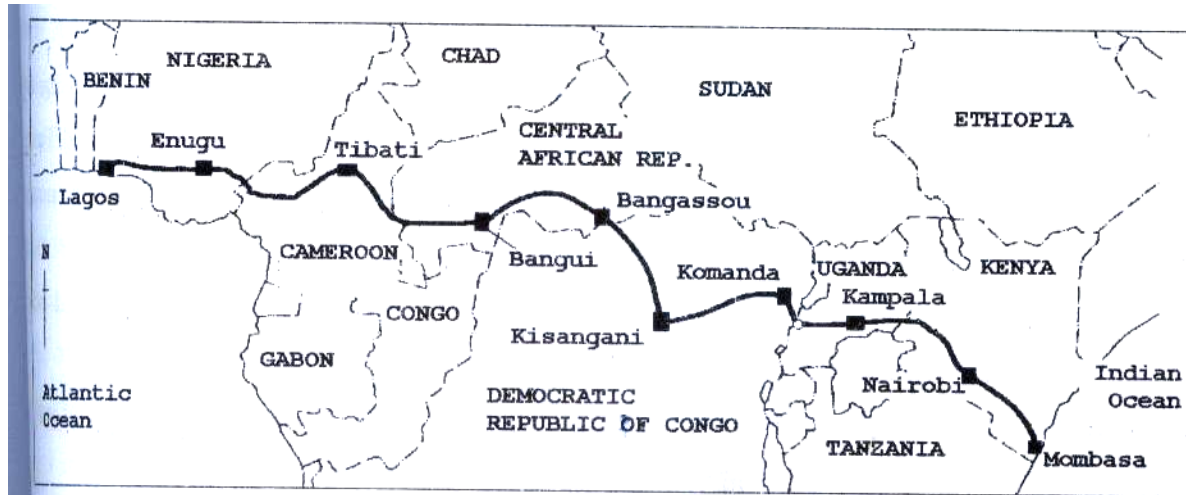 NIGERIA
CHAD
BENIN
SUDAN
ETHIOPIA
Enugu
Tibati
CENTRAL
AFRICAN REP.
Lagos
Bangassou
N
CAMEROON
Bangui
Komanda
UGANDA
KENYA
Kampala
CONGO
Kisangani
GABON
Nairobi
Indian
Ocean
Atlantic
Ocean
DEMOCRATIC
REPUBLIC OF CONGO
TANZANIA
Mombasa